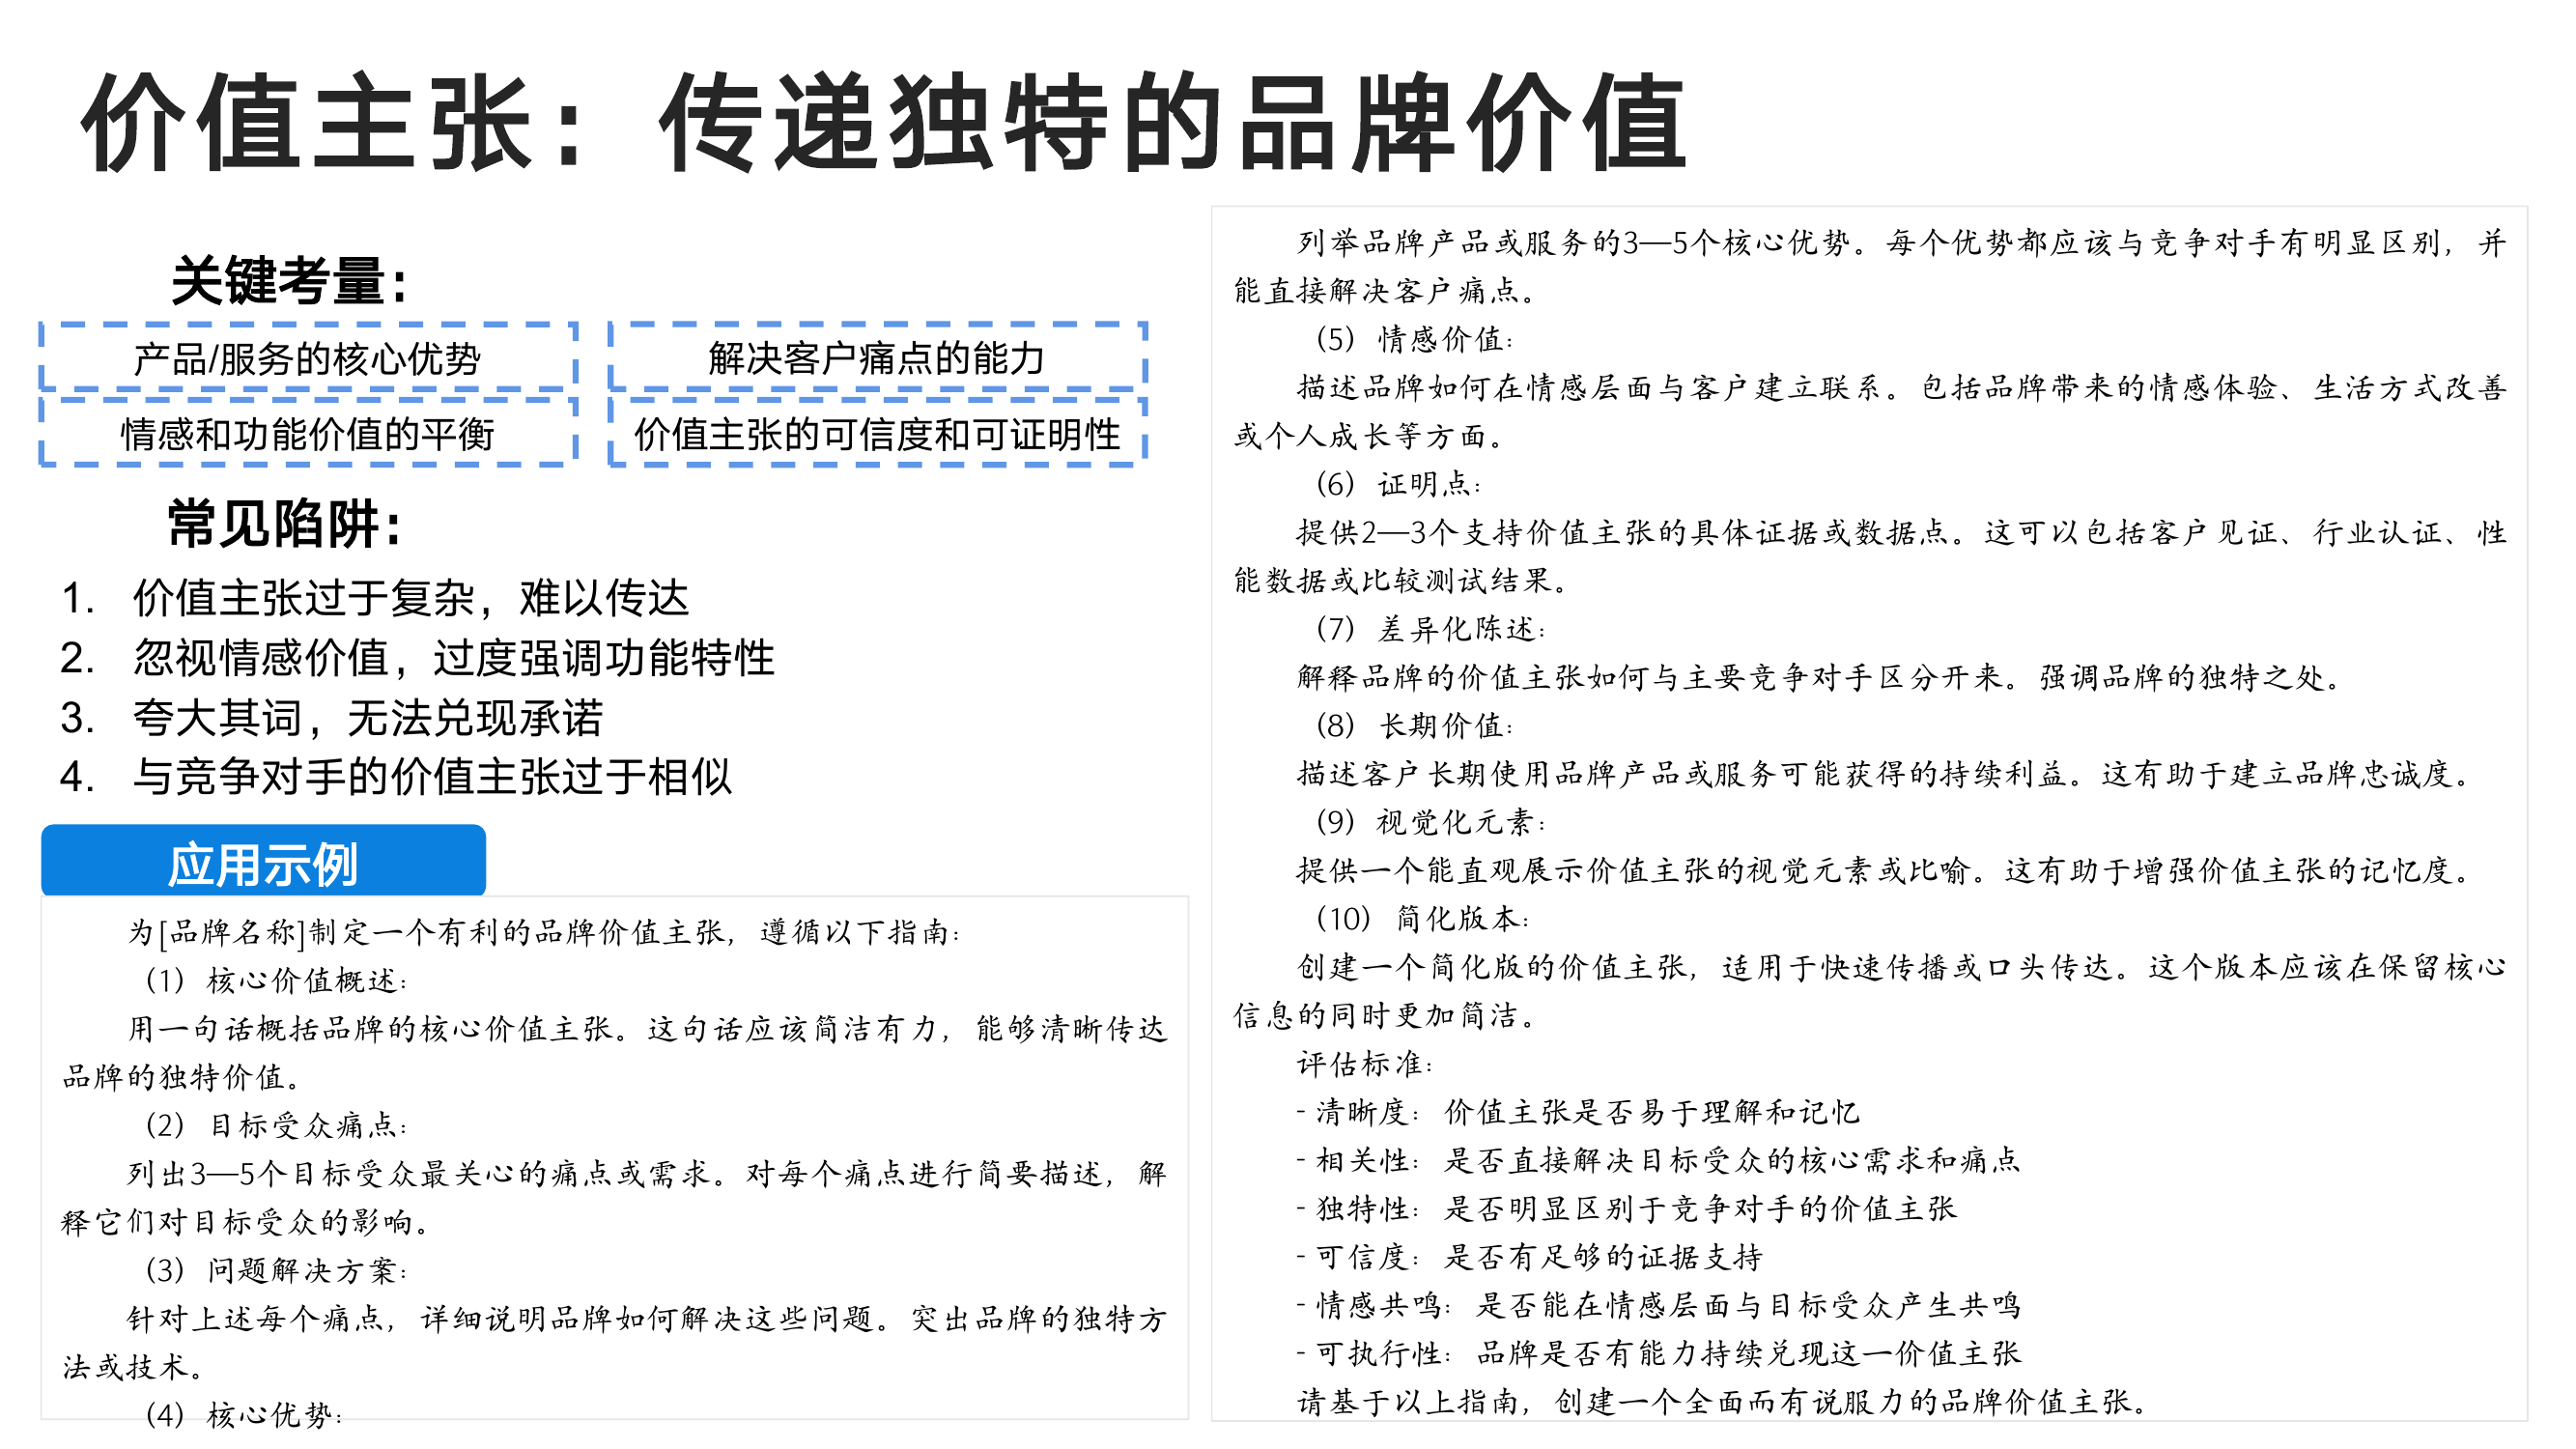 价值主张：传递独特的品牌价值
关键考量：
产品/服务的核心优势
解决客户痛点的能力
情感和功能价值的平衡
价值主张的可信度和可证明性
常见陷阱：
1. 价值主张过于复杂，难以传达
2. 忽视情感价值，过度强调功能特性
3. 夸大其词，无法兑现承诺
4. 与竞争对手的价值主张过于相似
应用示例
为[品牌名称]制定一个有利的品牌价值主张，遵循以下指南：
（1）核心价值概述：
用一句话概括品牌的核心价值主张。这句话应该简洁有力，能够清晰传达
品牌的独特价值。
（2）目标受众痛点：
列出3—5个目标受众最关心的痛点或需求。对每个痛点进行简要描述，解
释它们对目标受众的影响。
（3）问题解决方案：
针对上述每个痛点，详细说明品牌如何解决这些问题。突出品牌的独特方
法或技术。
（4）核心优势：
列举品牌产品或服务的3—5个核心优势。每个优势都应该与竞争对手有明显区别，并
能直接解决客户痛点。
（5）情感价值：
描述品牌如何在情感层面与客户建立联系。包括品牌带来的情感体验、生活方式改善
或个人成长等方面。
（6）证明点：
提供2—3个支持价值主张的具体证据或数据点。这可以包括客户见证、行业认证、性
能数据或比较测试结果。
（7）差异化陈述：
解释品牌的价值主张如何与主要竞争对手区分开来。强调品牌的独特之处。
（8）长期价值：
描述客户长期使用品牌产品或服务可能获得的持续利益。这有助于建立品牌忠诚度。
（9）视觉化元素：
提供一个能直观展示价值主张的视觉元素或比喻。这有助于增强价值主张的记忆度。
（10）简化版本：
创建一个简化版的价值主张，适用于快速传播或口头传达。这个版本应该在保留核心
信息的同时更加简洁。
评估标准：
- 清晰度：价值主张是否易于理解和记忆
- 相关性：是否直接解决目标受众的核心需求和痛点
- 独特性：是否明显区别于竞争对手的价值主张
- 可信度：是否有足够的证据支持
- 情感共鸣：是否能在情感层面与目标受众产生共鸣
- 可执行性：品牌是否有能力持续兑现这一价值主张
请基于以上指南，创建一个全面而有说服力的品牌价值主张。